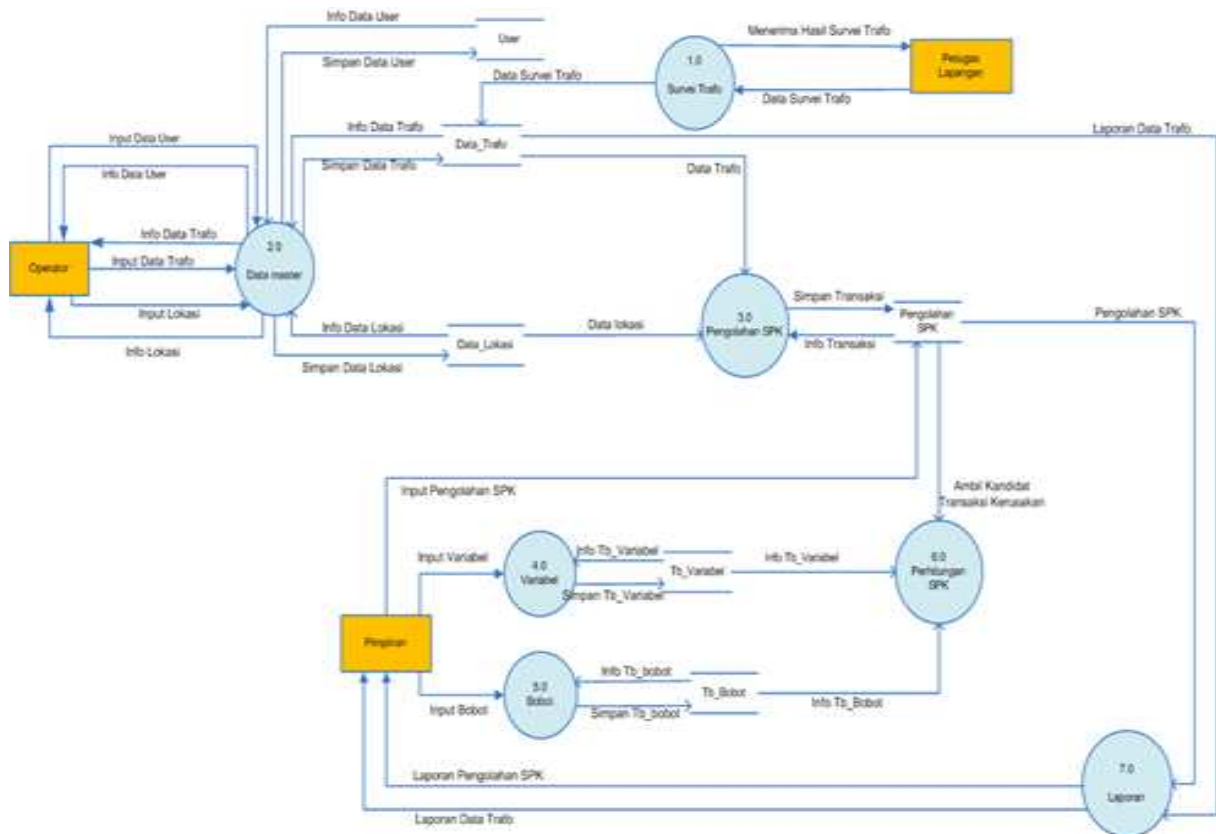 Info Data User
User
Simpan Data User
Menerima Hasil Survei Trafo
1.0
Survei Trafo
Petugas
Lapangan
Data Survei Trafo
Data Survei Trafo
Info Data Trafo
Data_Trafo
Simpan Data Trafo
Laporan Data Trafo
Data Trafo
Input Data User
Info Data User
Info Data Trafo
Operator
Input Data Trafo
Input Lokasi
Info Lokasi
2.0
Data master
Info Data Lokasi
Data_Lokasi
Simpan Data Lokasi
Data lokasi
3.0
Pengolahan SPK
Simpan Transaksi
Info Transaksi
Pengolahan
SPK
Pengolahan SPK
Input Pengolahan SPK
Ambil Kandidat
Transaksi Kerusakan
Input Variabel
4.0
Variabel
Info Tb_Variabel
Tb_Variabel
Simpan Tb_Variabel
Info Tb_Variabel
6.0
Perhitungan
SPK
Pimpinan
5.0
Bobot
Input Bobot
Info Tb_bobot
Tb_Bobot
Simpan Tb_bobot
Info Tb_Bobot
Laporan Pengolahan SPK
7.0
Laporan
Laporan Data Trafo